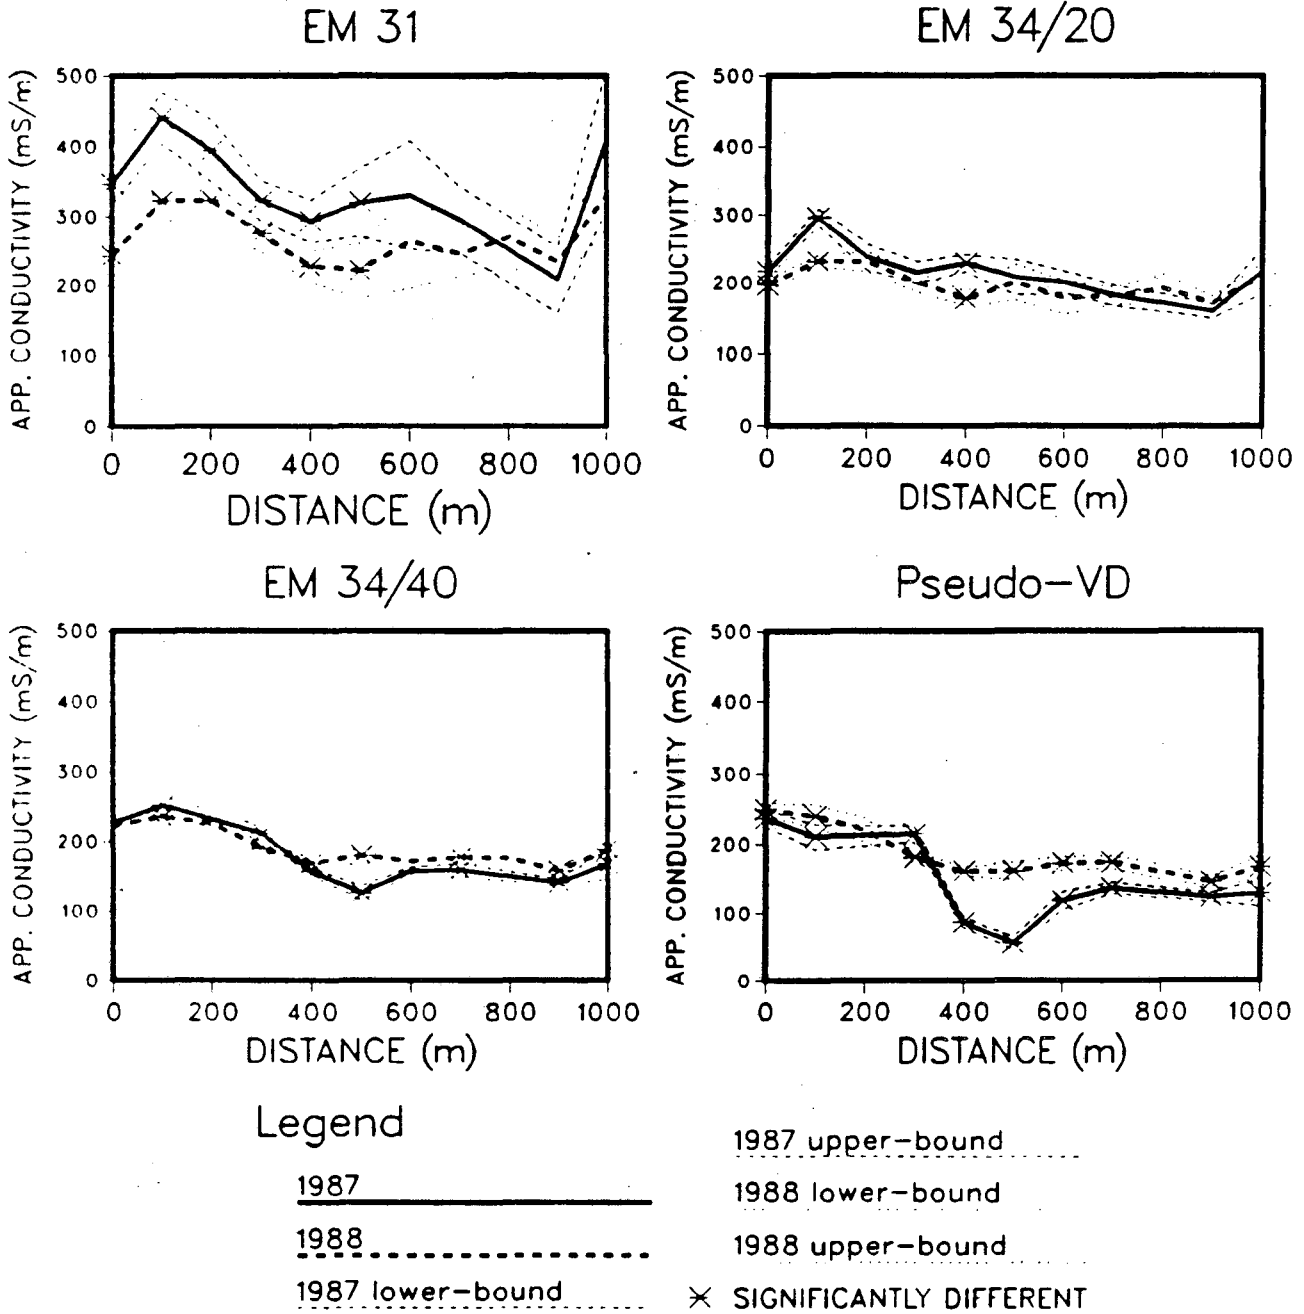 EM 31
EM 34/20
APP. CONDUCTIVITY (mS/m)
500
400
300
200
100
0
0 200 400 600 800 1000
DISTANCE (m)
APP. CONDUCTIVITY (mS/m)
500
400
300
200
100
0
0 200 400 600 800 1000
DISTANCE (m)
EM 34/40
Pseudo-VD
APP. CONDUCTIVITY (mS/m)
500
400
300
200
100
0
0 200 400 600 800 1000
DISTANCE (m)
APP. CONDUCTIVITY (mS/m)
500
400
300
200
100
0
0 200 400 600 800 1000
DISTANCE (m)
Legend
1987
1988
1987 lower-bound
1987 upper-bound
1988 lower-bound
1988 upper-bound
SIGNIFICANTLY DIFFERENT